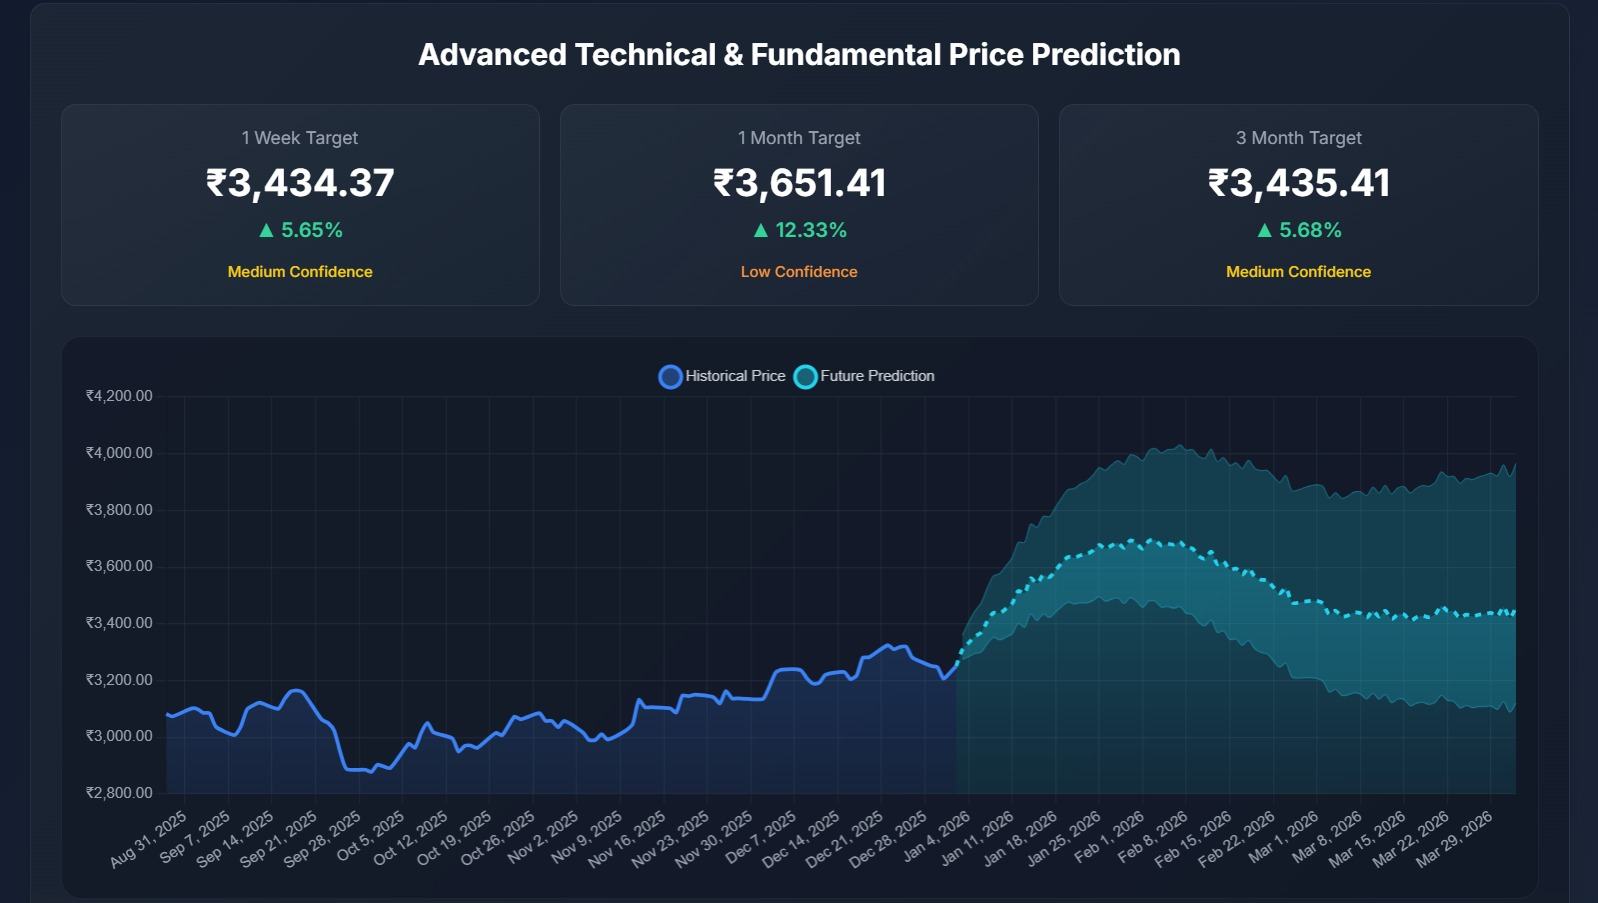 Advanced Technical & Fundamental Price Prediction
1 Week Target
₹3,434.37
▲ 5.65%
Medium Confidence
1 Month Target
₹3,651.41
▲ 12.33%
Low Confidence
3 Month Target
₹3,435.41
▲ 5.68%
Medium Confidence
Historical Price
Future Prediction
₹4,200.00
₹4,000.00
₹3,800.00
₹3,600.00
₹3,400.00
₹3,200.00
₹3,000.00
₹2,800.00
Aug 31, 2025
Sep 7, 2025
Sep 14, 2025
Sep 21, 2025
Sep 28, 2025
Oct 5, 2025
Oct 12, 2025
Oct 19, 2025
Oct 26, 2025
Nov 2, 2025
Nov 9, 2025
Nov 16, 2025
Nov 23, 2025
Nov 30, 2025
Dec 7, 2025
Dec 14, 2025
Dec 21, 2025
Dec 28, 2025
Jan 4, 2026
Jan 11, 2026
Jan 18, 2026
Jan 25, 2026
Feb 1, 2026
Feb 8, 2026
Feb 15, 2026
Feb 22, 2026
Mar 1, 2026
Mar 8, 2026
Mar 15, 2026
Mar 22, 2026
Mar 29, 2026